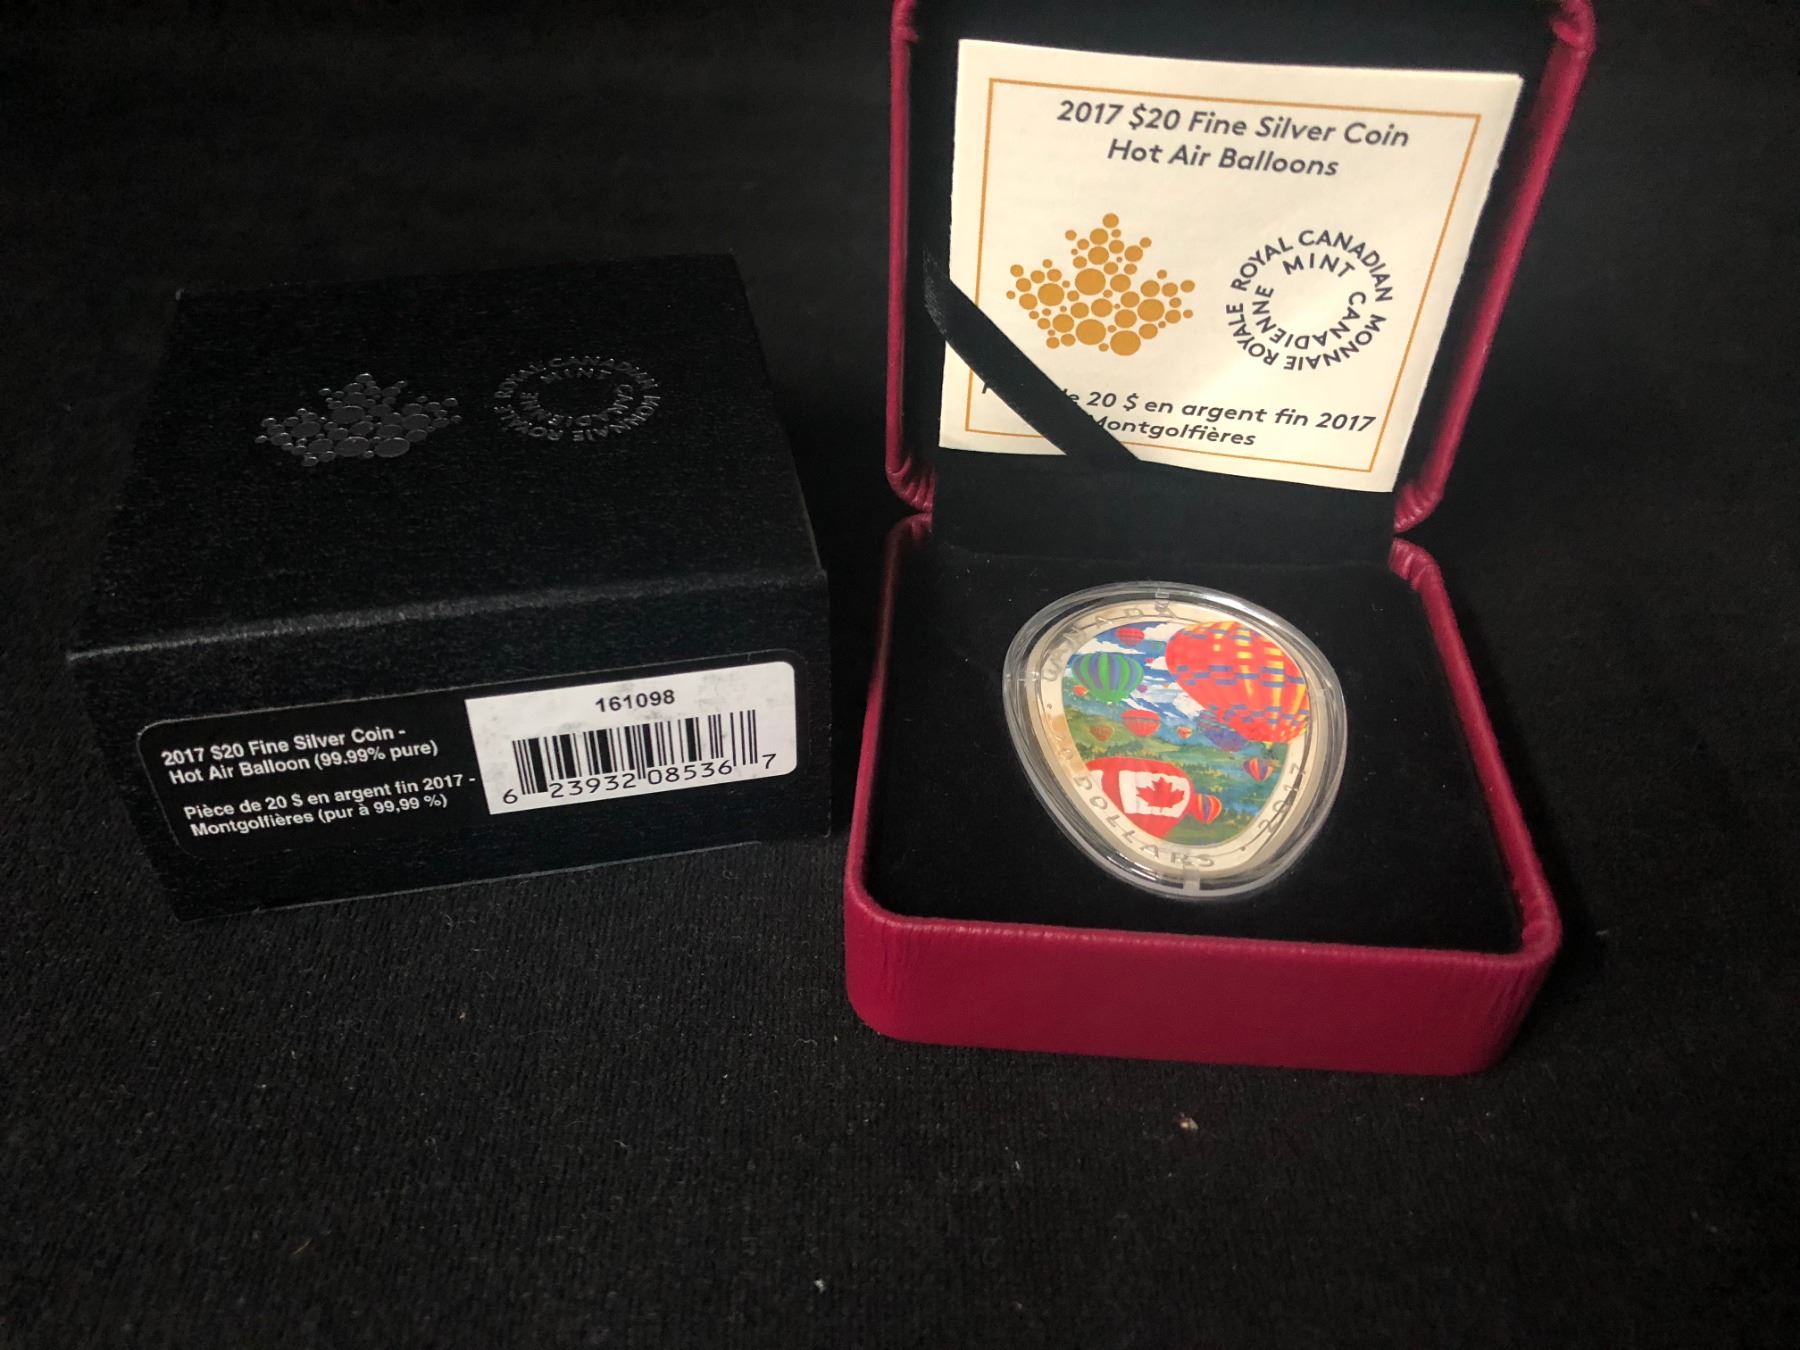 2017 $20 Fine Silver Coin
Hot Air Balloons
ROYAL CANADIAN MINT
MONNAIE ROYALE CANADIENNE
20 $ en argent fin 2017
Montgolfières
ROYAL CANADIAN MINT
MONNAIE ROYALE CANADIENNE
2017 $20 Fine Silver Coin -
Hot Air Balloon (99.99% pure)
Pièce de 20 $ en argent fin 2017 -
Montgolfières (pur à 99,99 %)
161098
6 23932 08536 7
CANADA
20 DOLLARS · 2017